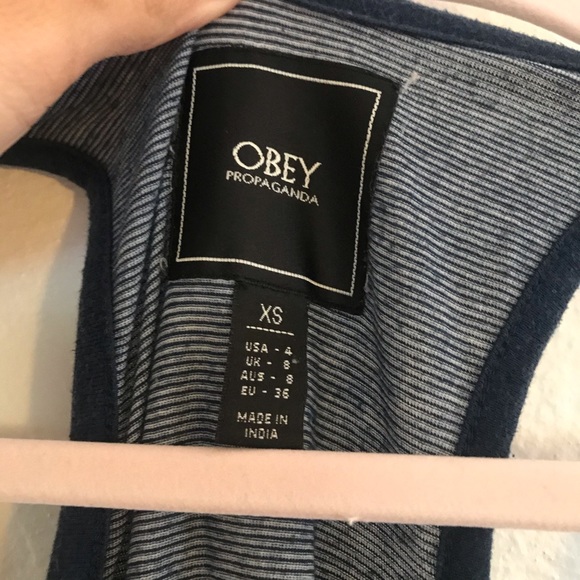 OBEY
PROPAGANDA
XS
USA - 4
UK - 8
AUS - 8
EU - 36
MADE IN
INDIA